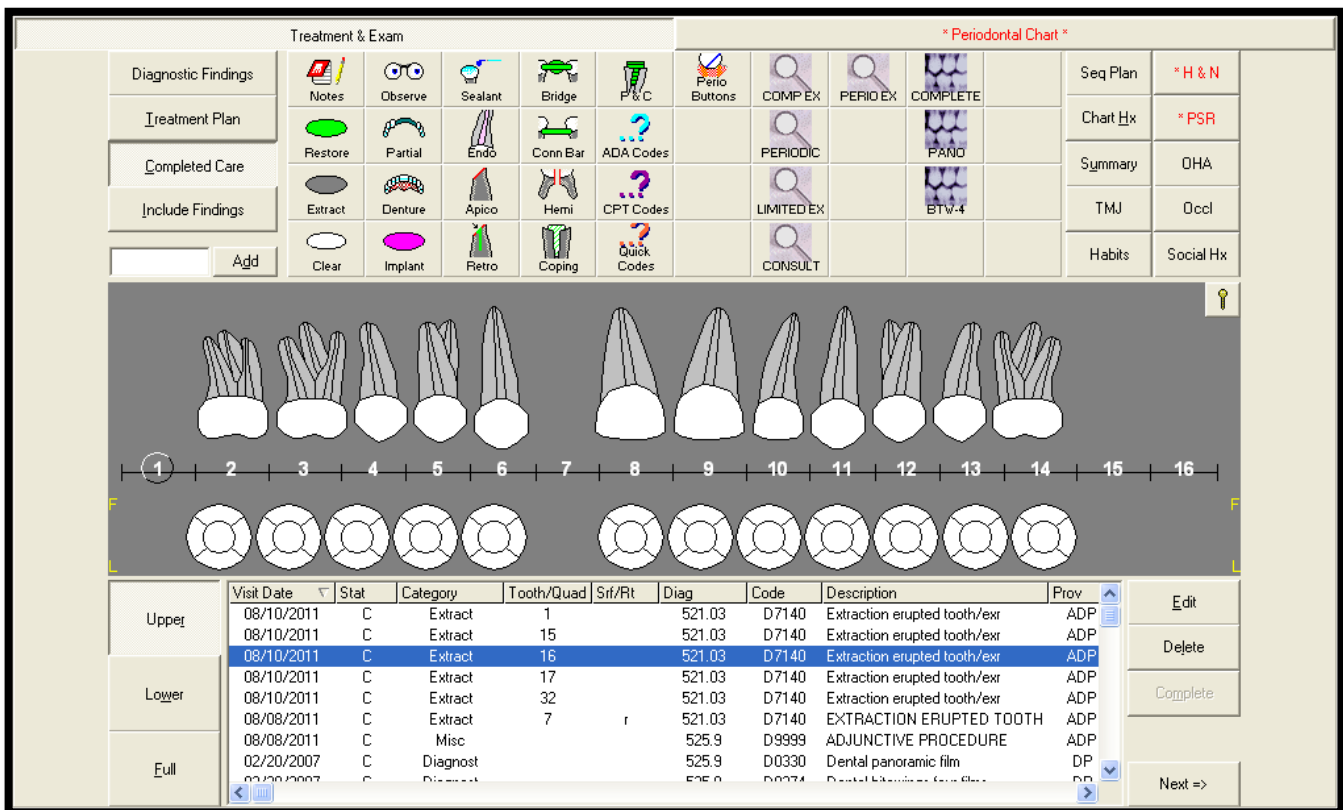 Treatment & Exam * Periodontal Chart *
Diagnostic Findings
Treatment Plan
Completed Care
Include Findings
Add
Notes Observe Sealant Bridge P & C Perio Buttons COMP EX PERIO EX COMPLETE
Restore Partial Endo Conn Bar ADA Codes PERIODIC PANO
Extract Denture Apico Hemi CPT Codes LIMITED EX BTW-4
Clear Implant Retro Coping Quick Codes CONSULT
Seq Plan * H & N
Chart Hx * PSR
Summary OHA
TMJ Occl
Habits Social Hx
1 2 3 4 5 6 7 8 9 10 11 12 13 14 15 16
F F
L L
Upper
Lower
Full
Visit Date Stat Category Tooth/Quad Srf/Rt Diag Code Description Prov
08/10/2011 C Extract 1 521.03 D7140 Extraction erupted tooth/exr ADP
08/10/2011 C Extract 15 521.03 D7140 Extraction erupted tooth/exr ADP
08/10/2011 C Extract 16 521.03 D7140 Extraction erupted tooth/exr ADP
08/10/2011 C Extract 17 521.03 D7140 Extraction erupted tooth/exr ADP
08/10/2011 C Extract 32 521.03 D7140 Extraction erupted tooth/exr ADP
08/08/2011 C Extract 7 r 521.03 D7140 EXTRACTION ERUPTED TOOTH ADP
08/08/2011 C Misc 525.9 D9999 ADJUNCTIVE PROCEDURE ADP
02/20/2007 C Diagnost 525.9 D0330 Dental panoramic film DP
Edit
Delete
Complete
Next =>